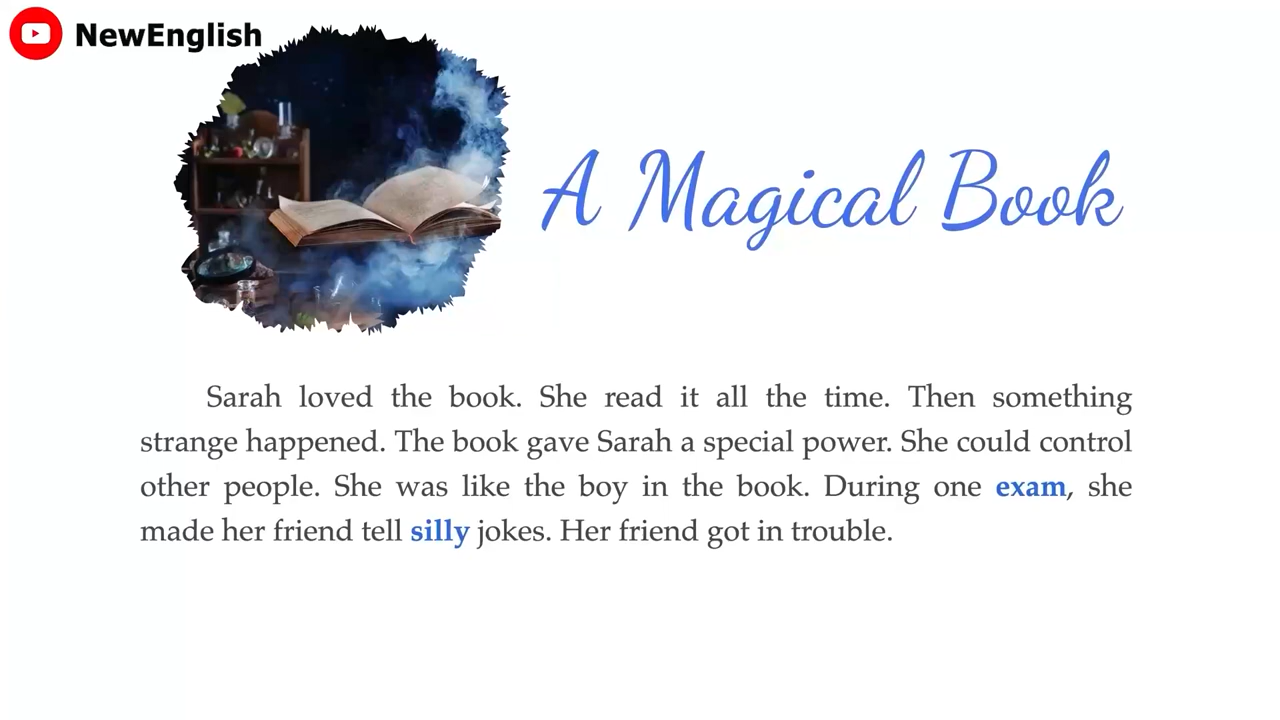 NewEnglish
A Magical Book
Sarah loved the book. She read it all the time. Then something
strange happened. The book gave Sarah a special power. She could control
other people. She was like the boy in the book. During one exam, she
made her friend tell silly jokes. Her friend got in trouble.